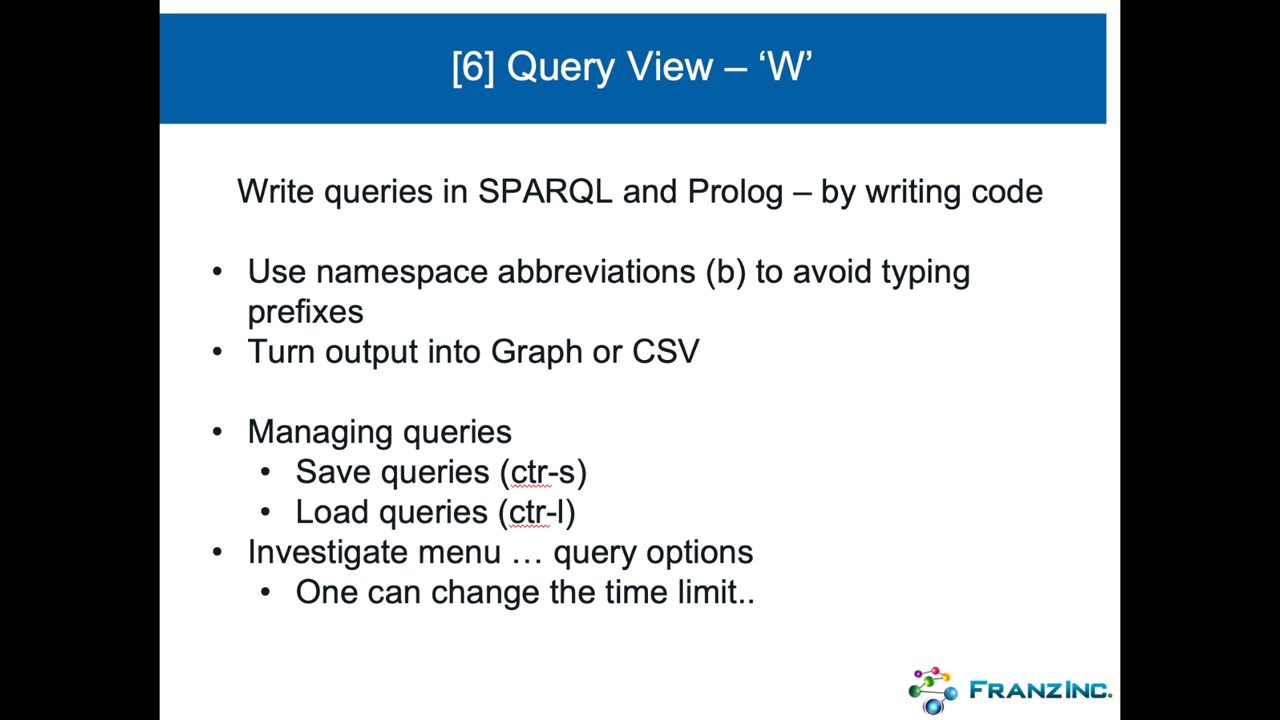 [6] Query View – ‘W’
Write queries in SPARQL and Prolog – by writing code
• Use namespace abbreviations (b) to avoid typing
prefixes
• Turn output into Graph or CSV
• Managing queries
• Save queries (ctr-s)
• Load queries (ctr-l)
• Investigate menu … query options
• One can change the time limit..
FRANZ INC.